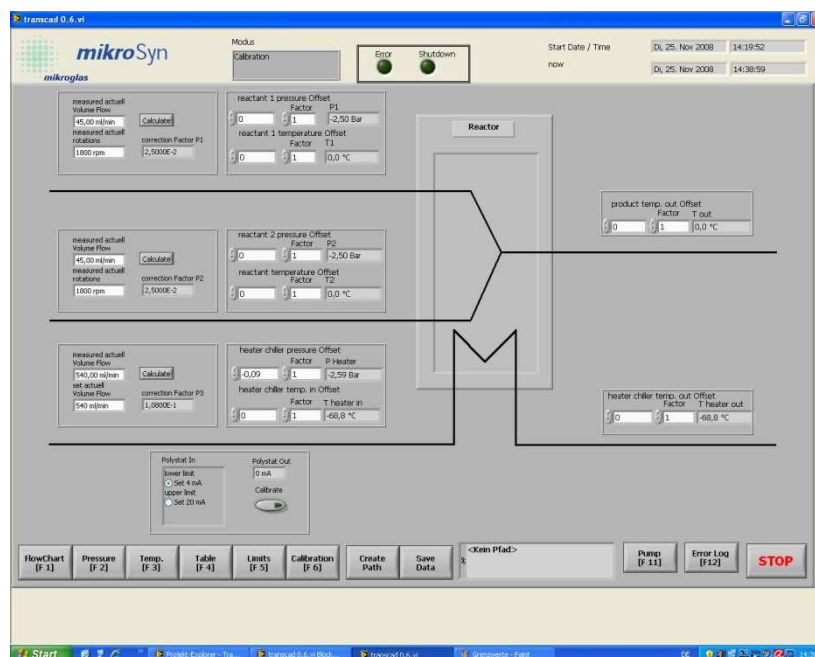 transcad 0.6.vi
mikroSyn
mikroglas
Modus
Calibration
Error
Shutdown
Start Date / Time
Di, 25. Nov 2008
14:19:52
now
Di, 25. Nov 2008
14:38:59
measured actuell
Volume Flow
45,00 ml/min
Calculate
measured actuell
rotations
correction Factor P1
1800 rpm
2,5000E-2
reactant 1 pressure Offset
Factor
P1
0
1
-2,50 Bar
reactant 1 temperature Offset
Factor
T1
0
1
0,0 °C
Reactor
product temp. out Offset
Factor
T out
0
1
0,0 °C
measured actuell
Volume Flow
45,00 ml/min
Calculate
measured actuell
rotations
correction Factor P2
1800 rpm
2,5000E-2
reactant 2 pressure Offset
Factor
P2
0
1
-2,50 Bar
reactant temperature Offset
Factor
T2
0
1
0,0 °C
measured actuell
Volume Flow
540,00 ml/min
Calculate
set actuell
Volume Flow
correction Factor P3
540 ml/min
1,0800E-1
heater chiller pressure Offset
Factor
P Heater
-0,09
1
-2,59 Bar
heater chiller temp. in Offset
Factor
T heater in
0
1
-68,8 °C
heater chiller temp. out Offset
Factor
T heater out
0
1
-68,8 °C
Polystat In
lower limit
Set 4 mA
upper limit
Set 20 mA
Polystat Out
0 mA
Calibrate
FlowChart
[F 1]
Pressure
[F 2]
Temp.
[F 3]
Table
[F 4]
Limits
[F 5]
Calibration
[F 6]
Create
Path
Save
Data
<Kein Pfad>
Pump
[F 11]
Error Log
[F12]
STOP
Start
Projekt-Explorer - Tra...
transcad 0.6.vi Block...
transcad 0.6.vi
Grenzwerte - Paint
DE